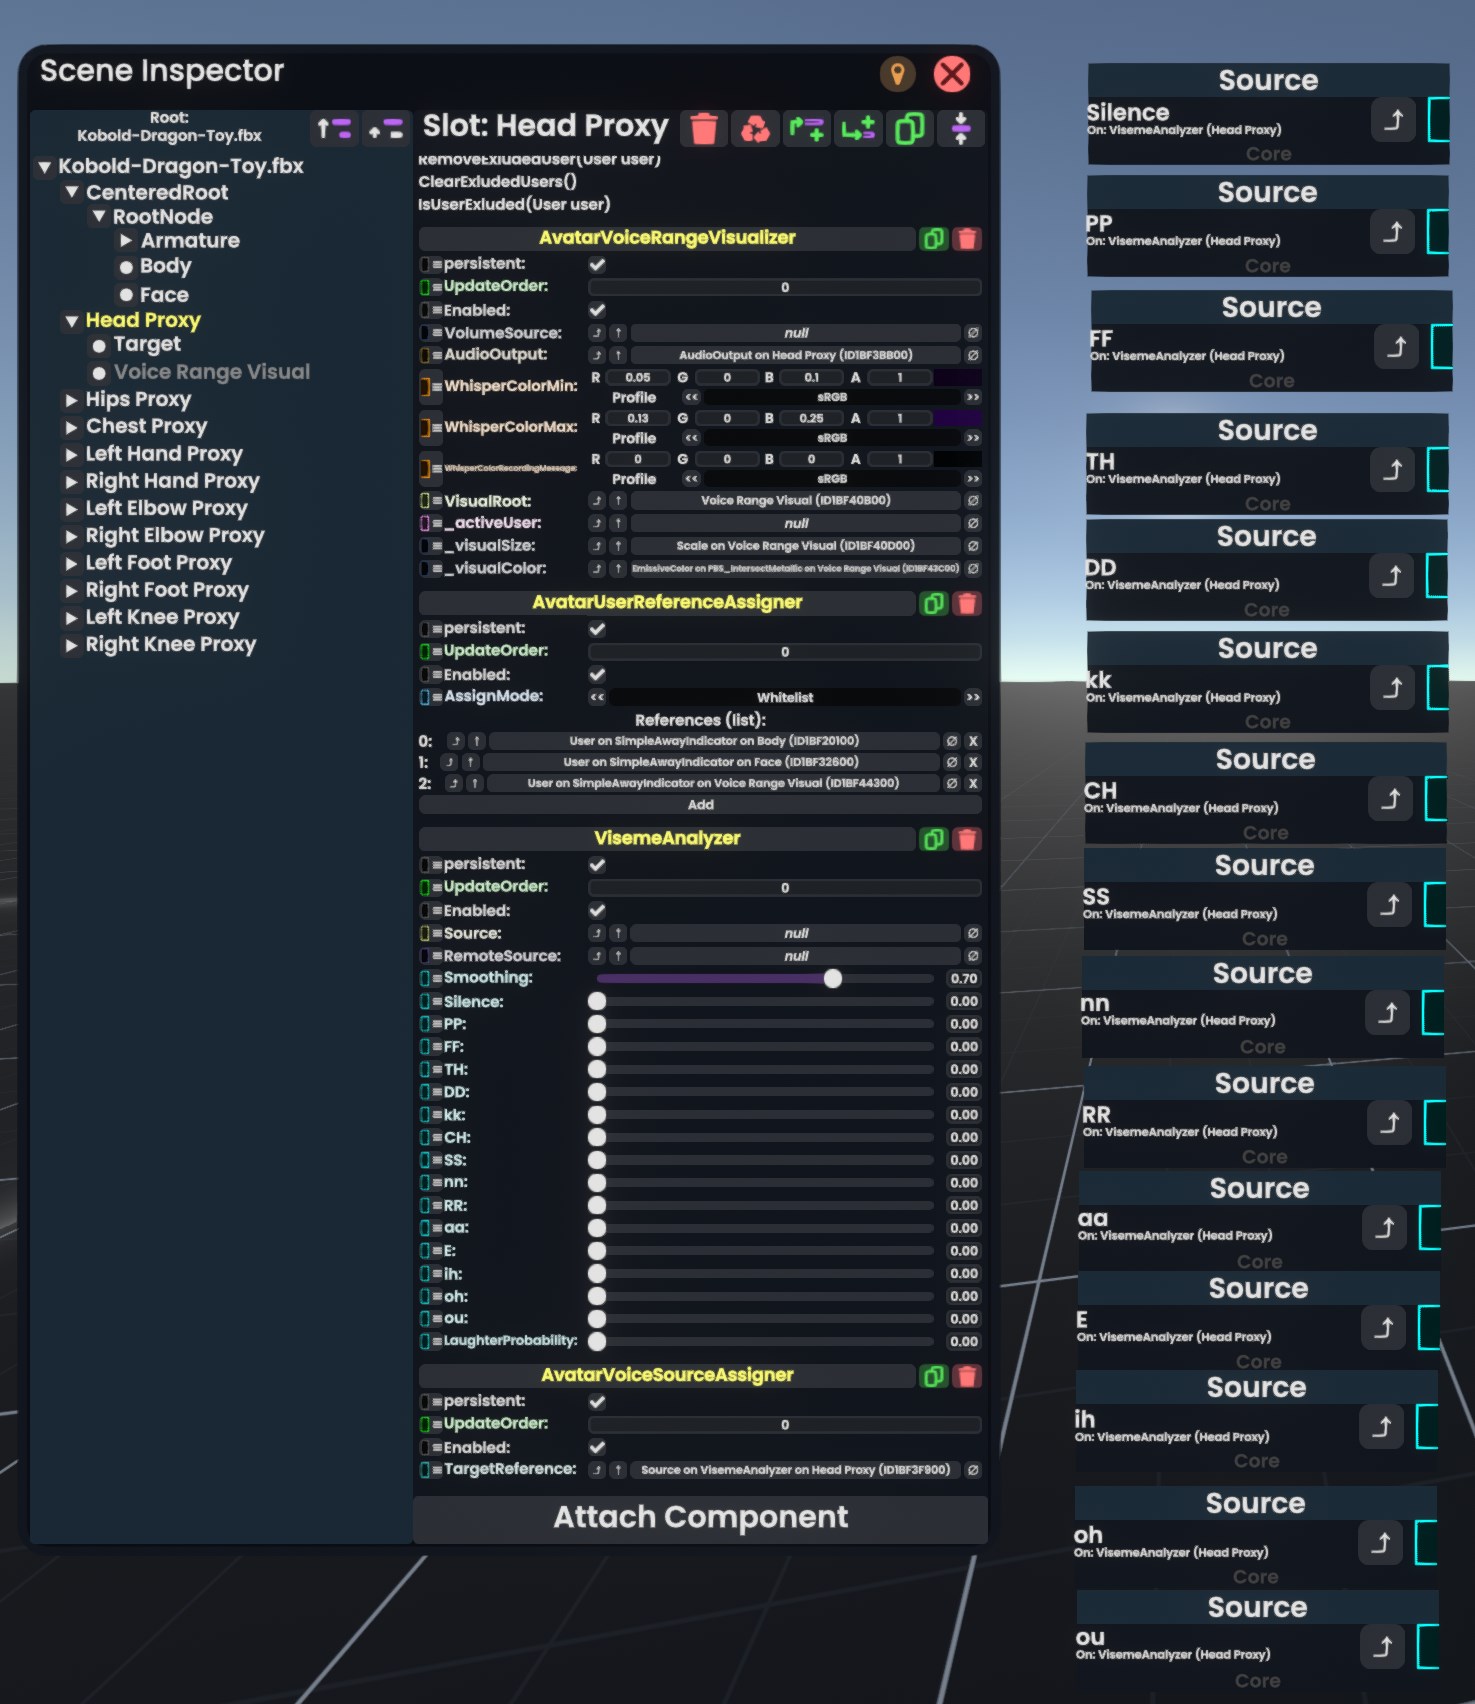 Scene Inspector
Root:
Kobold-Dragon-Toy.fbx
Kobold-Dragon-Toy.fbx
CenteredRoot
RootNode
Armature
Body
Face
Head Proxy
Target
Voice Range Visual
Hips Proxy
Chest Proxy
Left Hand Proxy
Right Hand Proxy
Left Elbow Proxy
Right Elbow Proxy
Left Foot Proxy
Right Foot Proxy
Left Knee Proxy
Right Knee Proxy
Slot: Head Proxy
RemoveExludedUser(User user)
ClearExludedUsers()
IsUserExluded(User user)
AvatarVoiceRangeVisualizer
persistent:
UpdateOrder: 0
Enabled:
VolumeSource: null
AudioOutput: AudioOutput on Head Proxy (ID1BF3BB00)
WhisperColorMin: R 0.05 G 0 B 0.1 A 1
Profile << sRGB >>
WhisperColorMax: R 0.13 G 0 B 0.25 A 1
Profile << sRGB >>
WhisperColorRecordingMessage: R 0 G 0 B 0 A 1
Profile << sRGB >>
VisualRoot: Voice Range Visual (ID1BF40B00)
_activeUser: null
_visualSize: Scale on Voice Range Visual (ID1BF40D00)
_visualColor: EmissiveColor on PBS_IntersectMetallic on Voice Range Visual (ID1BF43C00)
AvatarUserReferenceAssigner
persistent:
UpdateOrder: 0
Enabled:
AssignMode: << Whitelist >>
References (list):
0: User on SimpleAwayIndicator on Body (ID1BF20100) X
1: User on SimpleAwayIndicator on Face (ID1BF32600) X
2: User on SimpleAwayIndicator on Voice Range Visual (ID1BF44300) X
Add
VisemeAnalyzer
persistent:
UpdateOrder: 0
Enabled:
Source: null
RemoteSource: null
Smoothing: 0.70
Silence: 0.00
PP: 0.00
FF: 0.00
TH: 0.00
DD: 0.00
kk: 0.00
CH: 0.00
SS: 0.00
nn: 0.00
RR: 0.00
aa: 0.00
E: 0.00
ih: 0.00
oh: 0.00
ou: 0.00
LaughterProbability: 0.00
AvatarVoiceSourceAssigner
persistent:
UpdateOrder: 0
Enabled:
TargetReference: Source on VisemeAnalyzer on Head Proxy (ID1BF3F900)
Attach Component
Source
Silence
On: VisemeAnalyzer (Head Proxy)
Core
Source
PP
On: VisemeAnalyzer (Head Proxy)
Core
Source
FF
On: VisemeAnalyzer (Head Proxy)
Core
Source
TH
On: VisemeAnalyzer (Head Proxy)
Core
Source
DD
On: VisemeAnalyzer (Head Proxy)
Core
Source
kk
On: VisemeAnalyzer (Head Proxy)
Core
Source
CH
On: VisemeAnalyzer (Head Proxy)
Core
Source
SS
On: VisemeAnalyzer (Head Proxy)
Core
Source
nn
On: VisemeAnalyzer (Head Proxy)
Core
Source
RR
On: VisemeAnalyzer (Head Proxy)
Core
Source
aa
On: VisemeAnalyzer (Head Proxy)
Core
Source
E
On: VisemeAnalyzer (Head Proxy)
Core
Source
ih
On: VisemeAnalyzer (Head Proxy)
Core
Source
oh
On: VisemeAnalyzer (Head Proxy)
Core
Source
ou
On: VisemeAnalyzer (Head Proxy)
Core